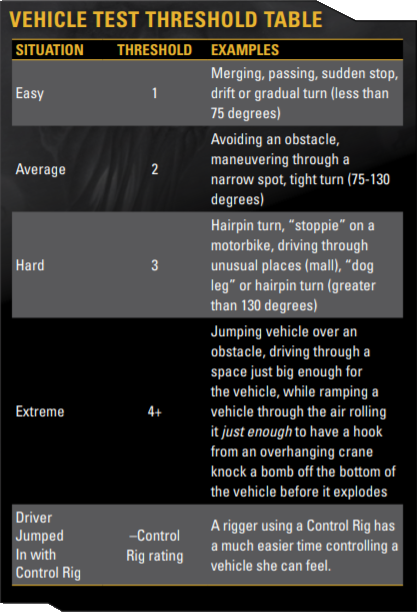 VEHICLE TEST THRESHOLD TABLE
SITUATION THRESHOLD EXAMPLES
Easy 1 Merging, passing, sudden stop,
drift or gradual turn (less than
75 degrees)
Average 2 Avoiding an obstacle,
maneuvering through a
narrow spot, tight turn (75-130
degrees)
Hard 3 Hairpin turn, “stoppie” on a
motorbike, driving through
unusual places (mall), “dog
leg” or hairpin turn (greater
than 130 degrees)
Extreme 4+ Jumping vehicle over an
obstacle, driving through a
space just big enough for
the vehicle, while ramping a
vehicle through the air rolling
it just enough to have a hook
from an overhanging crane
knock a bomb off the bottom of
the vehicle before it explodes
Driver
Jumped
In with
Control Rig
–Control
Rig rating
A rigger using a Control Rig has
a much easier time controlling a
vehicle she can feel.